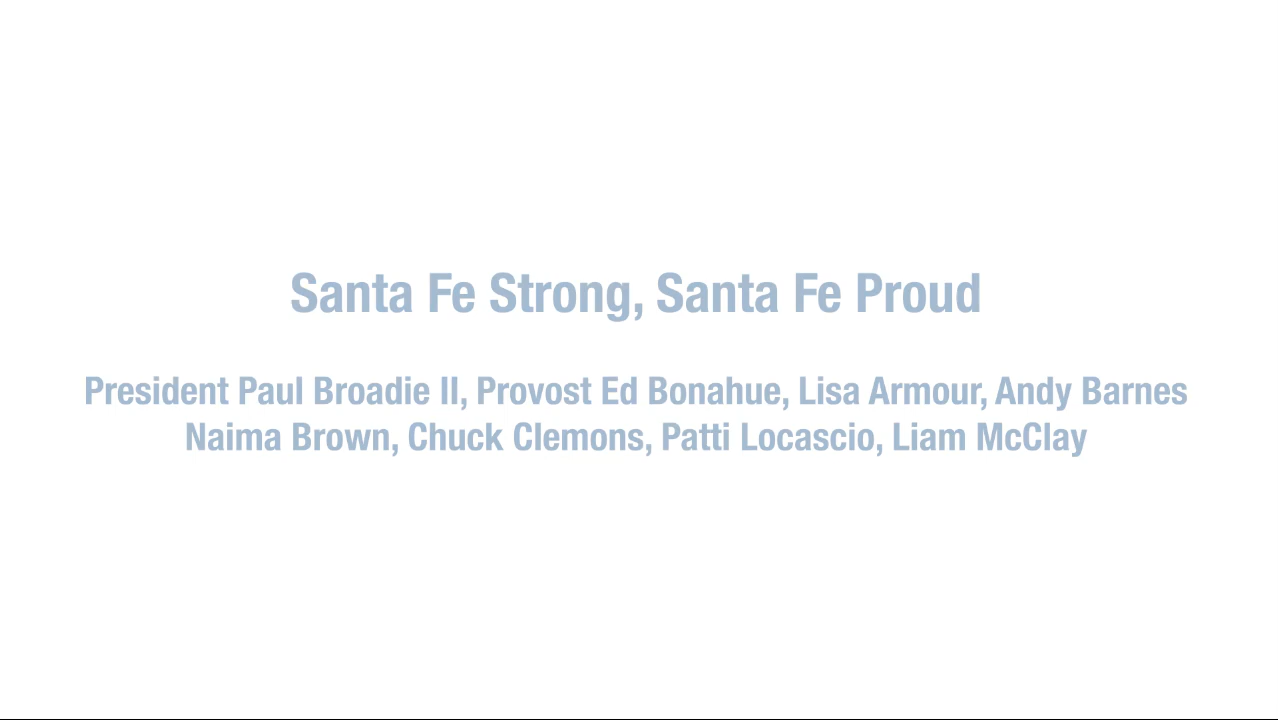 Santa Fe Strong, Santa Fe Proud
President Paul Broadie II, Provost Ed Bonahue, Lisa Armour, Andy Barnes
Naima Brown, Chuck Clemons, Patti Locascio, Liam McClay